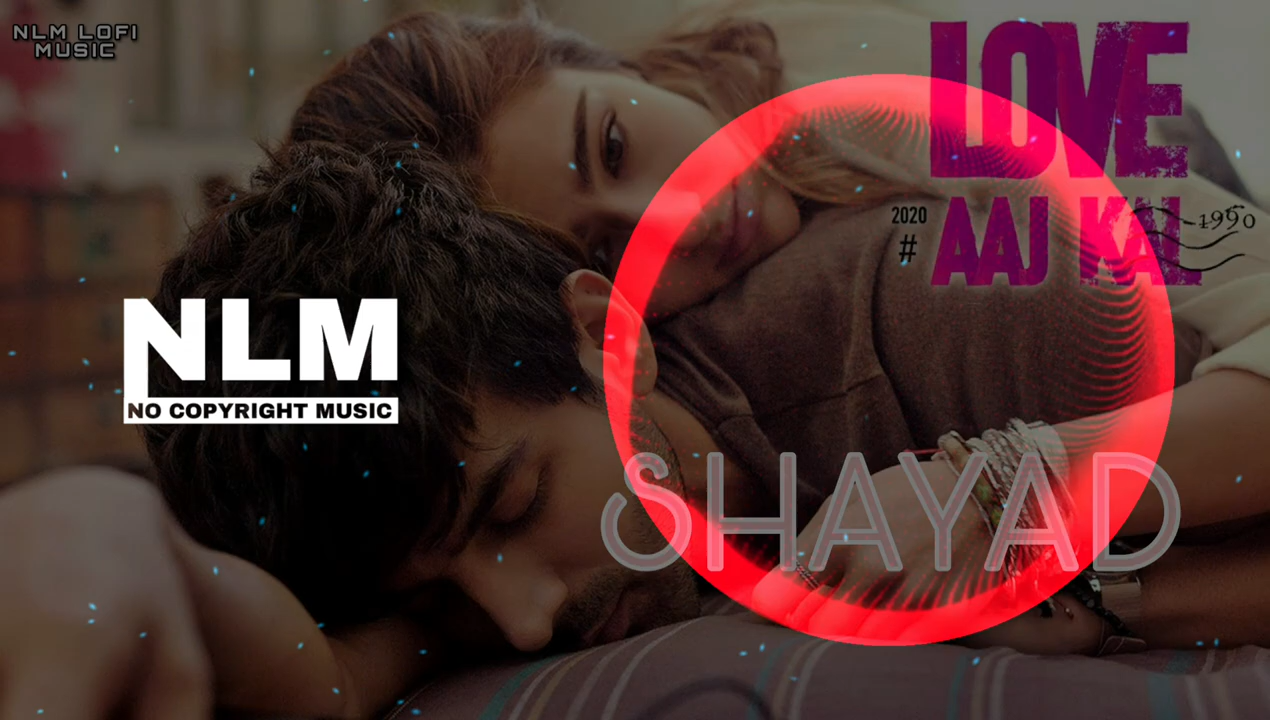 NLM LOFI
MUSIC
LOVE
2020
#
AAJ KAL
1990
NLM
NO COPYRIGHT MUSIC
SHAYAD